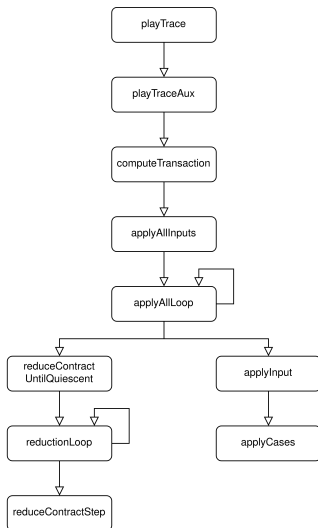 playTrace
playTraceAux
computeTransaction
applyAllInputs
applyAllLoop
reduceContract
UntilQuiescent
applyInput
reductionLoop
applyCases
reduceContractStep